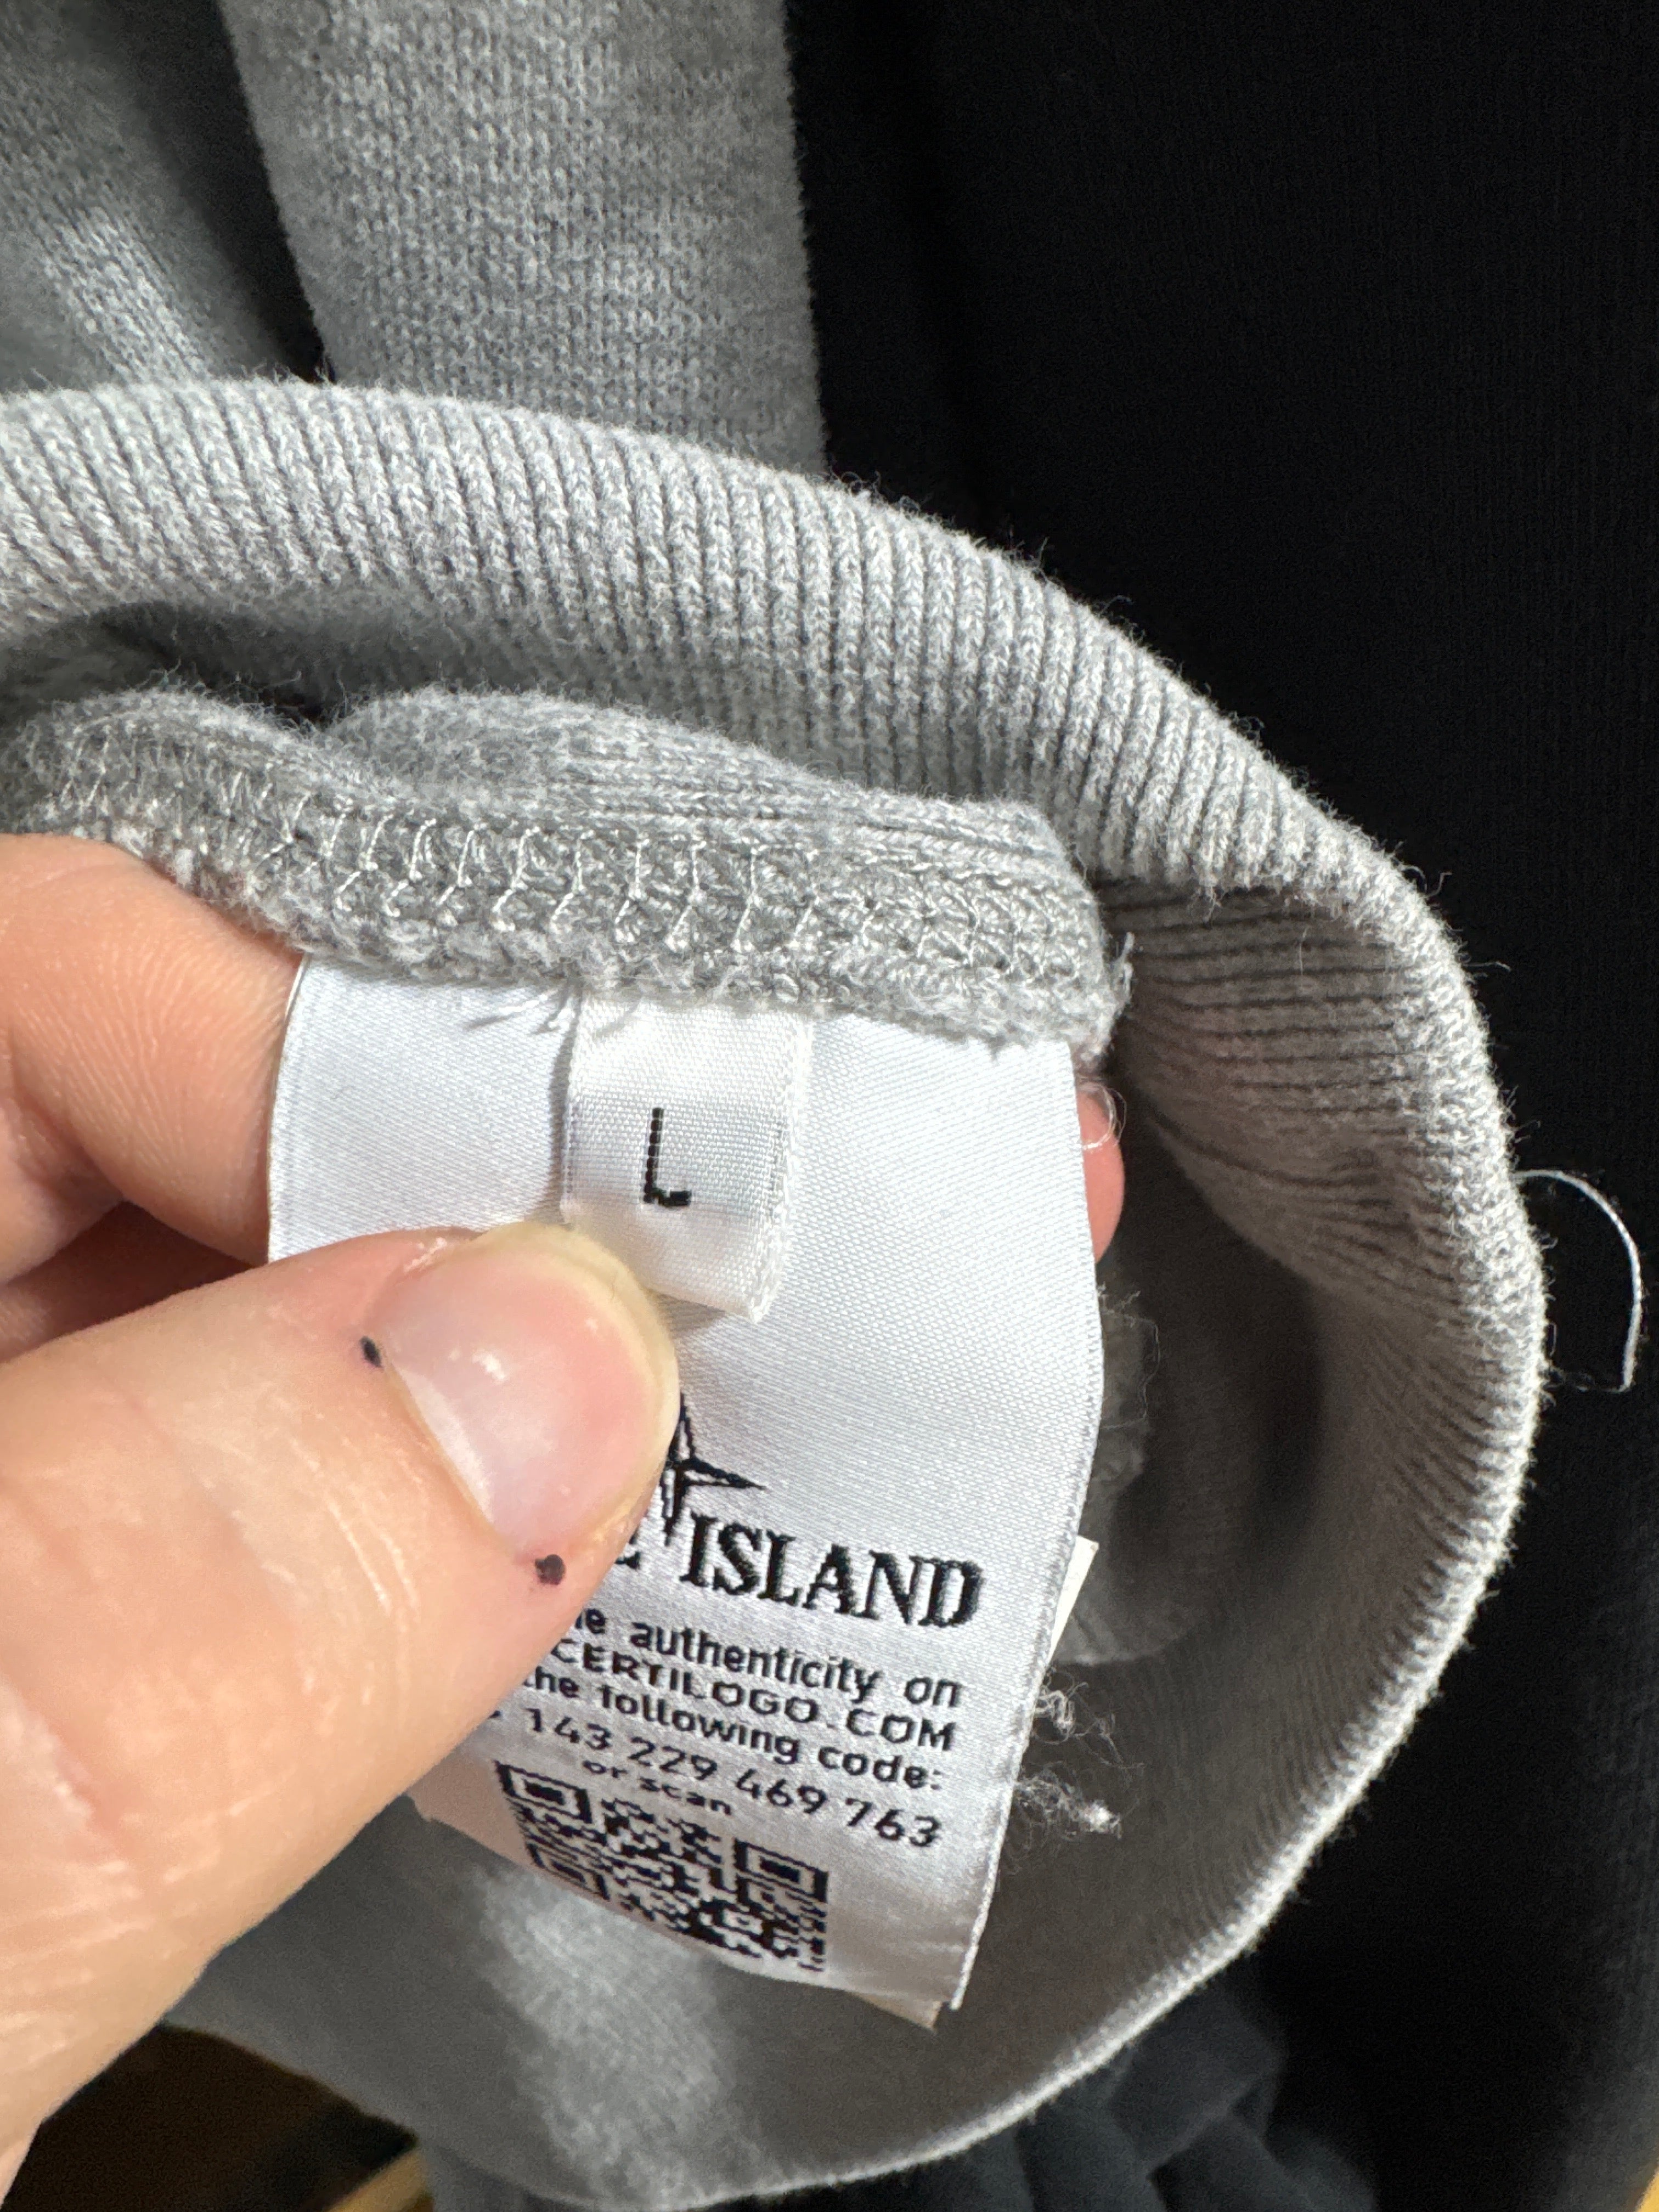 L
ISLAND
authenticity on
CERTILOGO.COM
the following code:
143 229 469 763
or scan